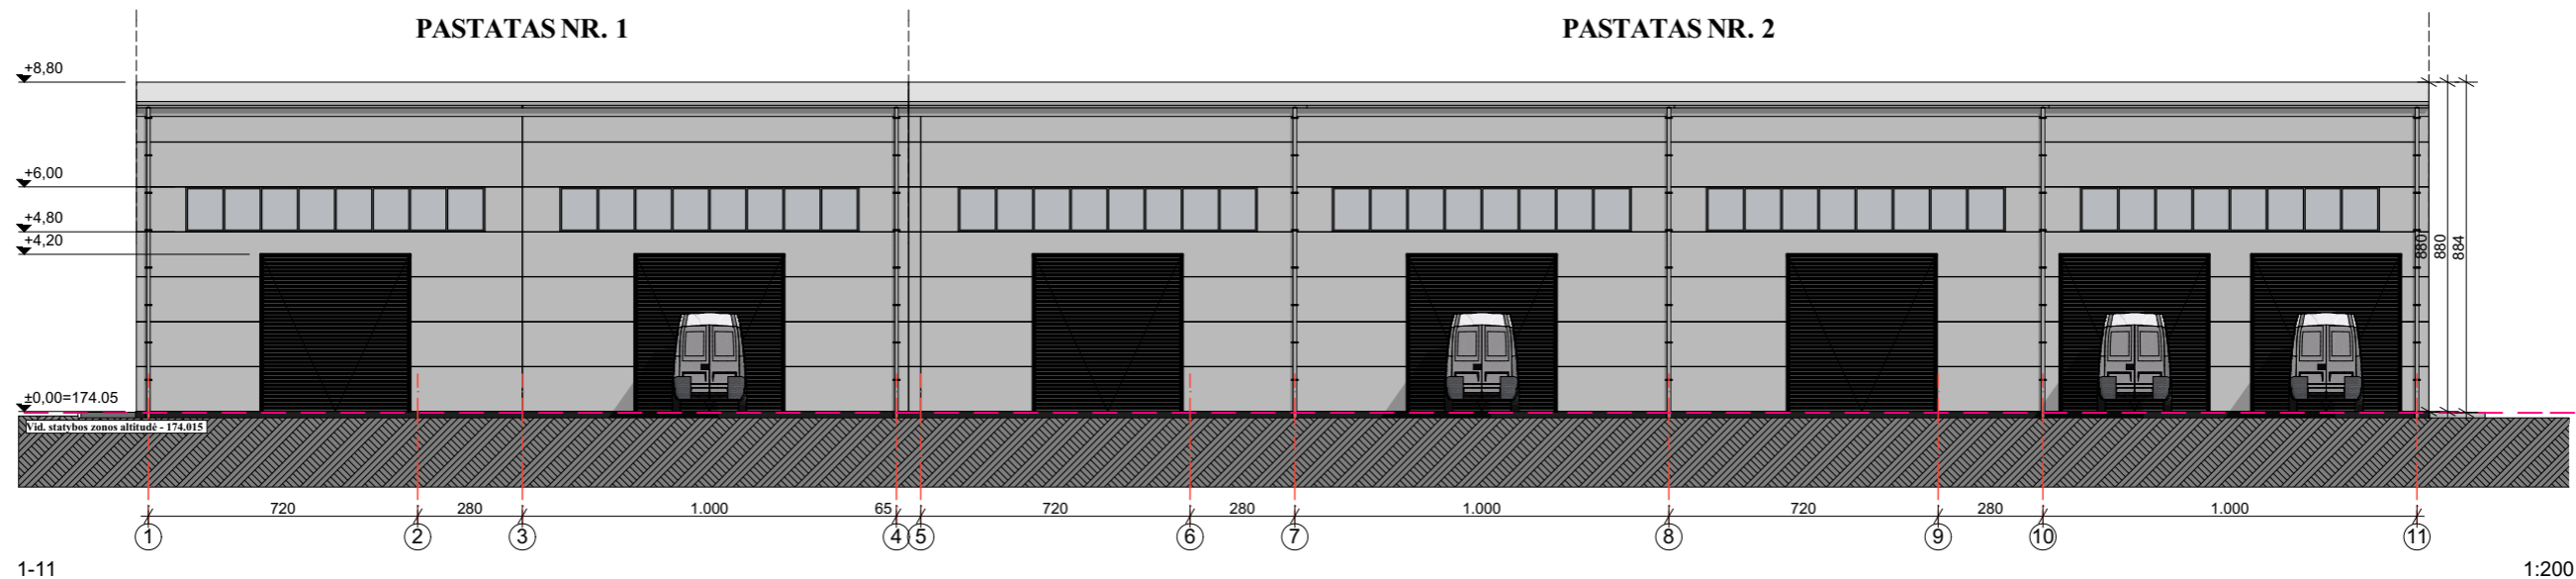 PASTATAS NR. 1
PASTATAS NR. 2
+8,80
+6,00
+4,80
+4,20
±0,00=174.05
Vid. statybos zonos altitudė - 174.015
880
880
884
720 280 1.000 65 720 280 1.000 720 280 1.000
1 2 3 4 5 6 7 8 9 10 11
1-11
1:200